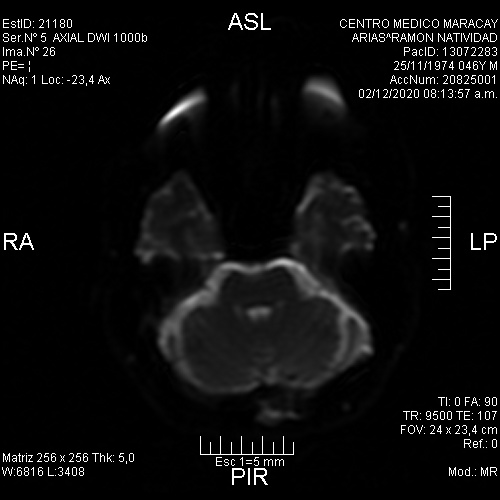 EstID: 21180
Ser.Nº 5 AXIAL DWI 1000b
Ima.Nº 26
PE= ¦
NAq: 1 Loc: -23,4 Ax
ASL
CENTRO MEDICO MARACAY
ARIAS^RAMON NATIVIDAD
PacID: 13072283
25/11/1974 046Y M
AccNum: 20825001
02/12/2020 08:13:57 a.m.
RA
LP
Matriz 256 x 256 Thk: 5,0
W:6816 L:3408
Esc 1=5 mm
PIR
TI: 0 FA: 90
TR: 9500 TE: 107
FOV: 24 x 23,4 cm
Ref.: 0
Mod.: MR